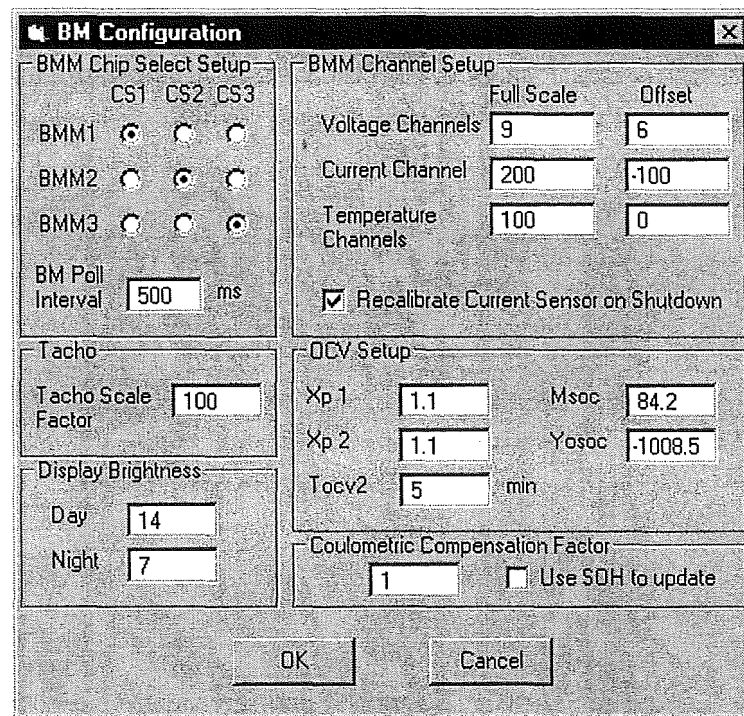 BM Configuration
BMM Chip Select Setup
CS1 CS2 CS3
BMM1
BMM2
BMM3
BM Poll
Interval 500 ms
BMM Channel Setup
Full Scale Offset
Voltage Channels 9 6
Current Channel 200 -100
Temperature
Channels 100 0
Recalibrate Current Sensor on Shutdown
Tacho
Tacho Scale
Factor 100
OCV Setup
Xp 1 1.1 Msoc 84.2
Xp 2 1.1 Yosoc -1008.5
Tocv2 5 min
Display Brightness
Day 14
Night 7
Coulometric Compensation Factor
1 Use SOH to update
OK Cancel